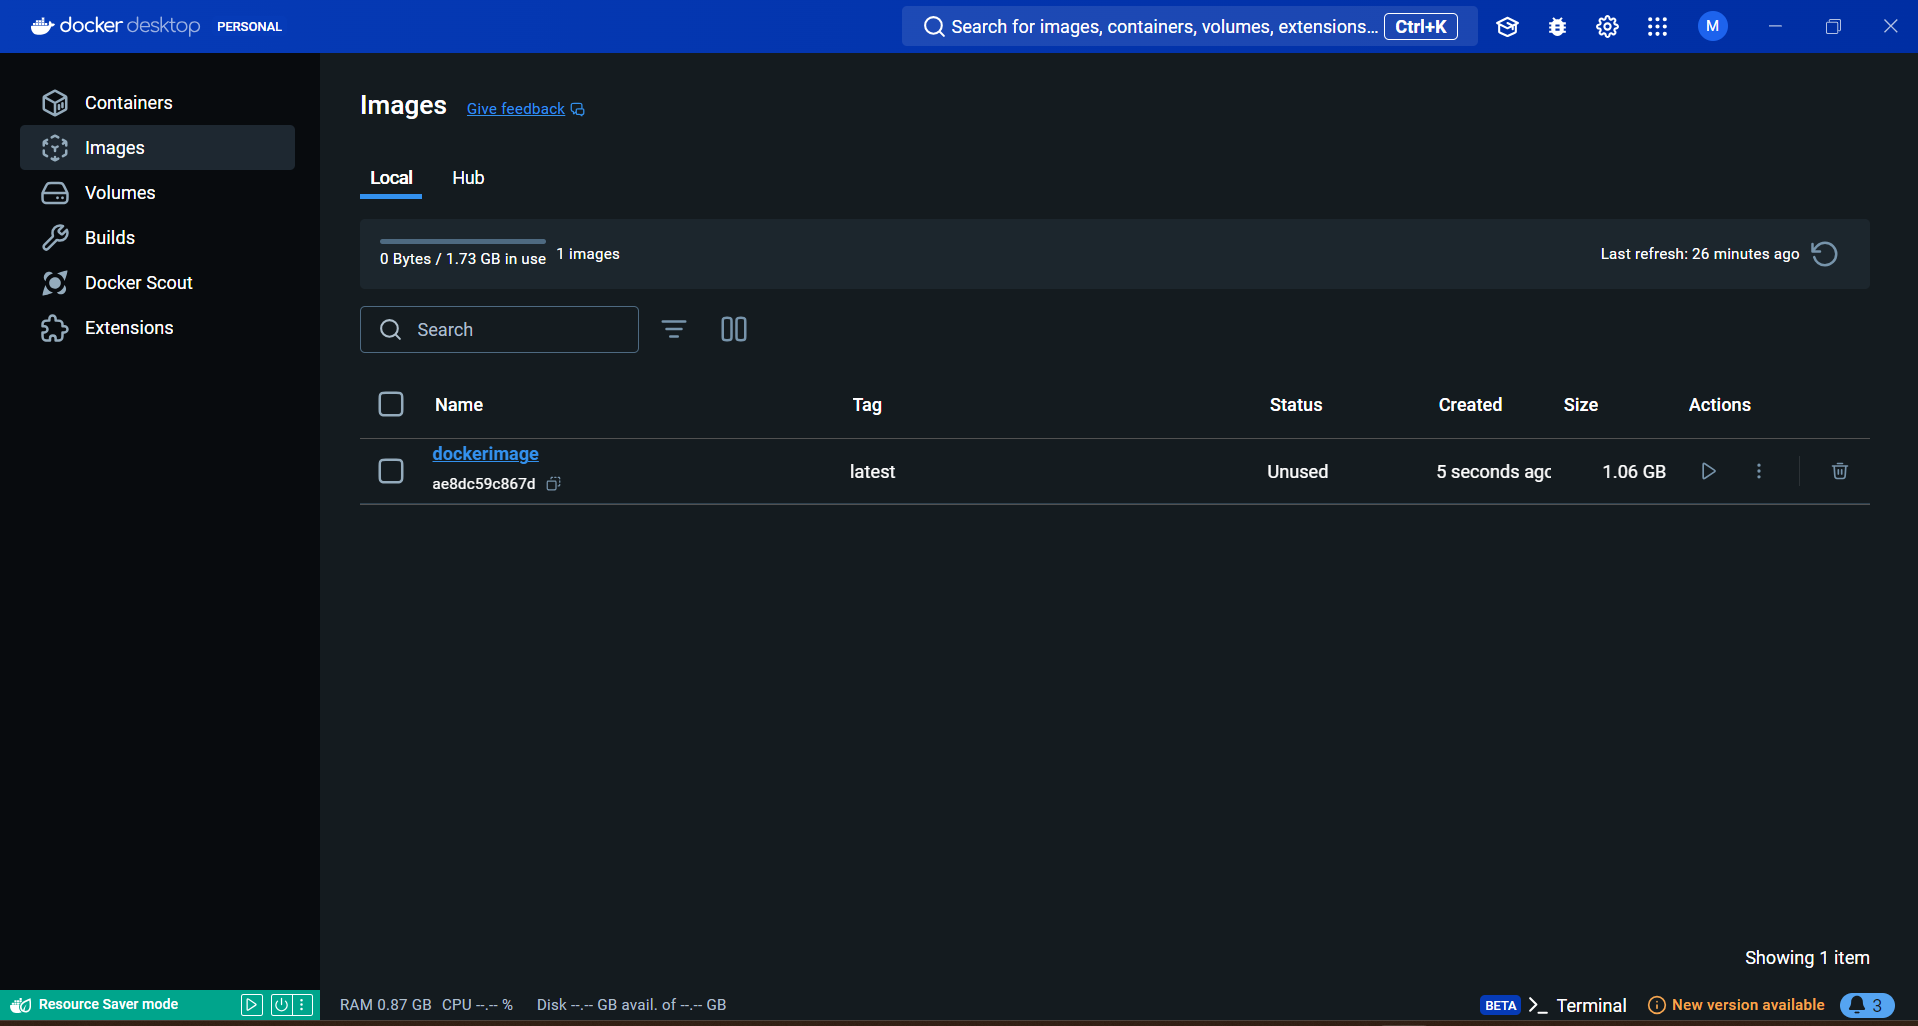 docker desktop PERSONAL
Search for images, containers, volumes, extensions... Ctrl+K
M
Containers
Images
Volumes
Builds
Docker Scout
Extensions
Images Give feedback
Local Hub
0 Bytes / 1.73 GB in use 1 images
Last refresh: 26 minutes ago
Search
Name Tag Status Created Size Actions
dockerimage
ae8dc59c867d
latest Unused 5 seconds ago 1.06 GB
Showing 1 item
Resource Saver mode
RAM 0.87 GB CPU --.-- % Disk --.-- GB avail. of --.-- GB
BETA >_ Terminal New version available 3